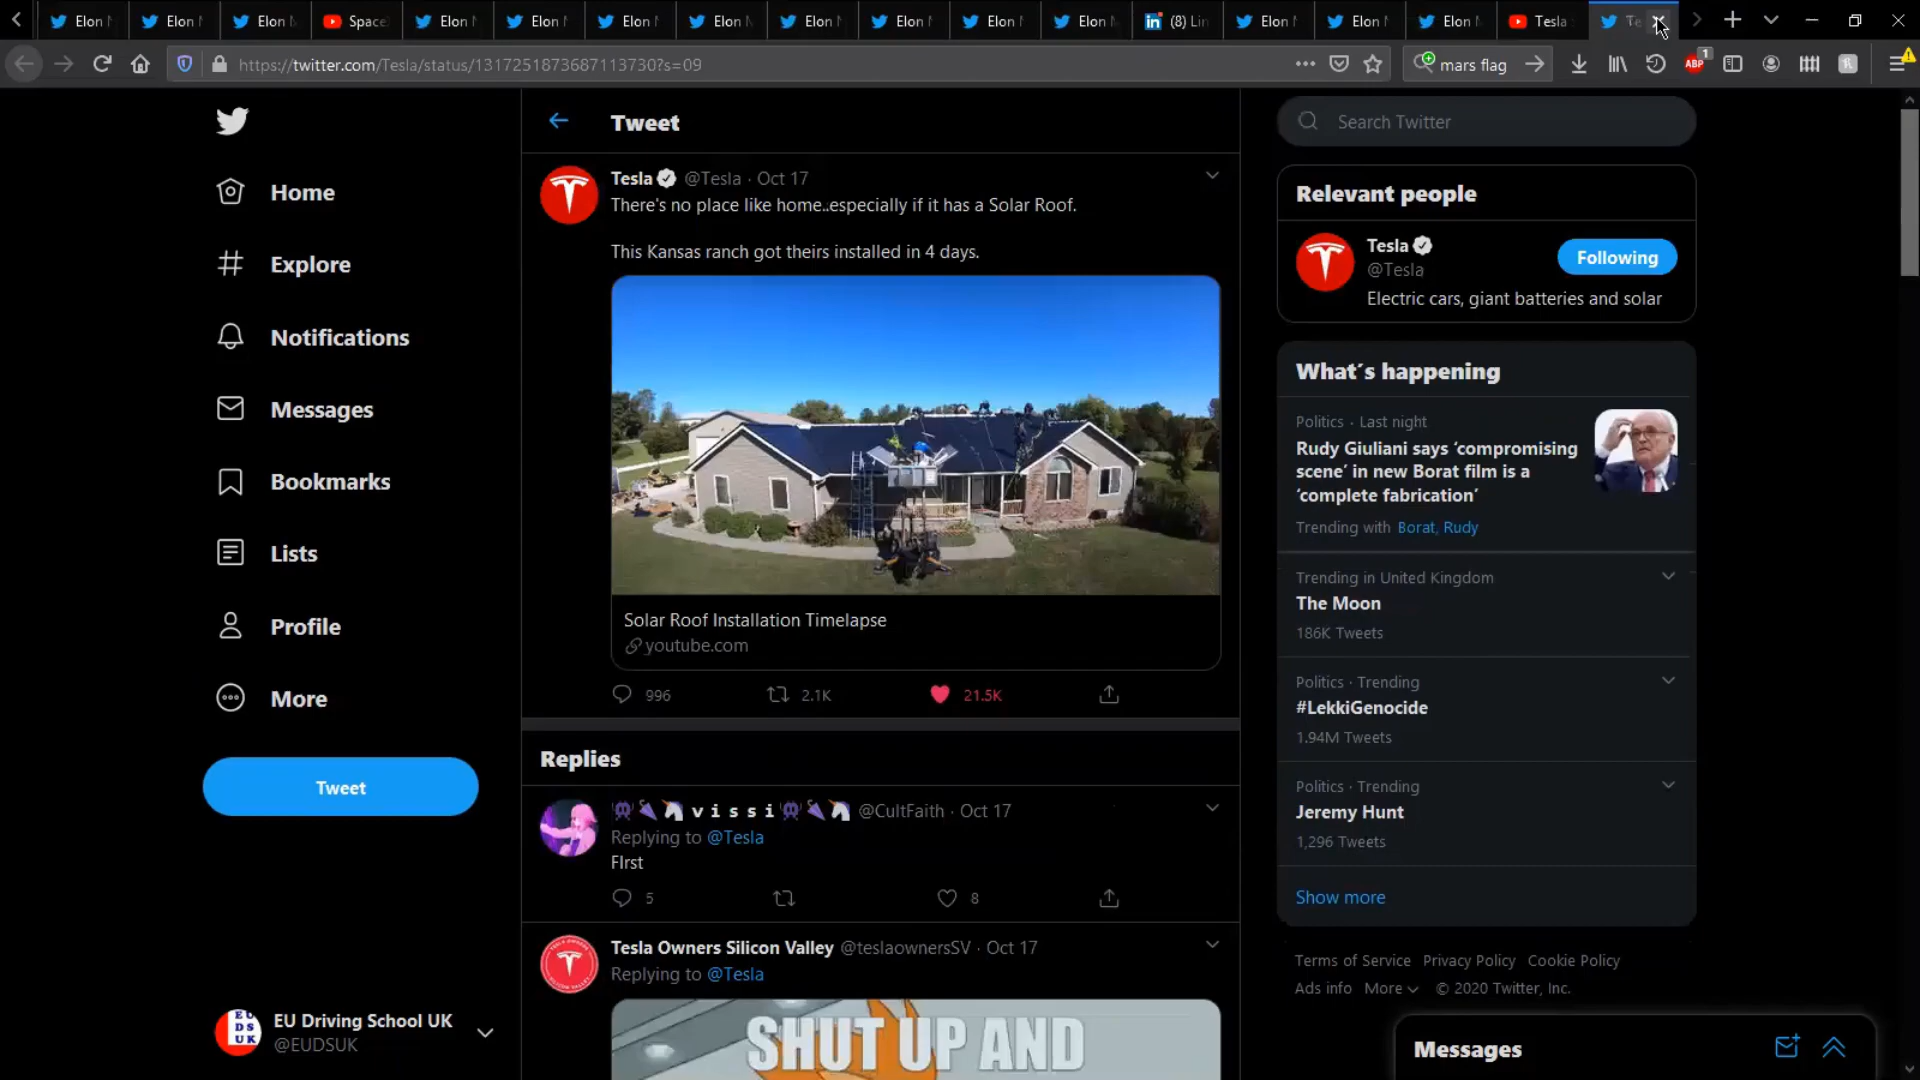 Elon M
Elon M
Elon M
Space
Elon M
Elon M
Elon M
Elon M
Elon M
Elon M
Elon M
Elon M
(8) Lin
Elon M
Elon M
Elon M
Tesla
Te
https://twitter.com/Tesla/status/1317251873687113730?s=09
mars flag
ABP
1
Home
Explore
Notifications
Messages
Bookmarks
Lists
Profile
More
Tweet
EU Driving School UK
@EUDSUK
EU
DS
UK
Tweet
Tesla @Tesla · Oct 17
There's no place like home..especially if it has a Solar Roof.
This Kansas ranch got theirs installed in 4 days.
Solar Roof Installation Timelapse
youtube.com
996
2.1K
21.5K
Replies
v i s s i @CultFaith · Oct 17
Replying to @Tesla
FIrst
5
8
Tesla Owners Silicon Valley @teslaownersSV · Oct 17
Replying to @Tesla
SHUT UP AND
Search Twitter
Relevant people
Tesla
@Tesla
Following
Electric cars, giant batteries and solar
What's happening
Politics · Last night
Rudy Giuliani says ‘compromising
scene’ in new Borat film is a
‘complete fabrication’
Trending with Borat, Rudy
Trending in United Kingdom
The Moon
186K Tweets
Politics · Trending
#LekkiGenocide
1.94M Tweets
Politics · Trending
Jeremy Hunt
1,296 Tweets
Show more
Terms of Service Privacy Policy Cookie Policy
Ads info More © 2020 Twitter, Inc.
Messages